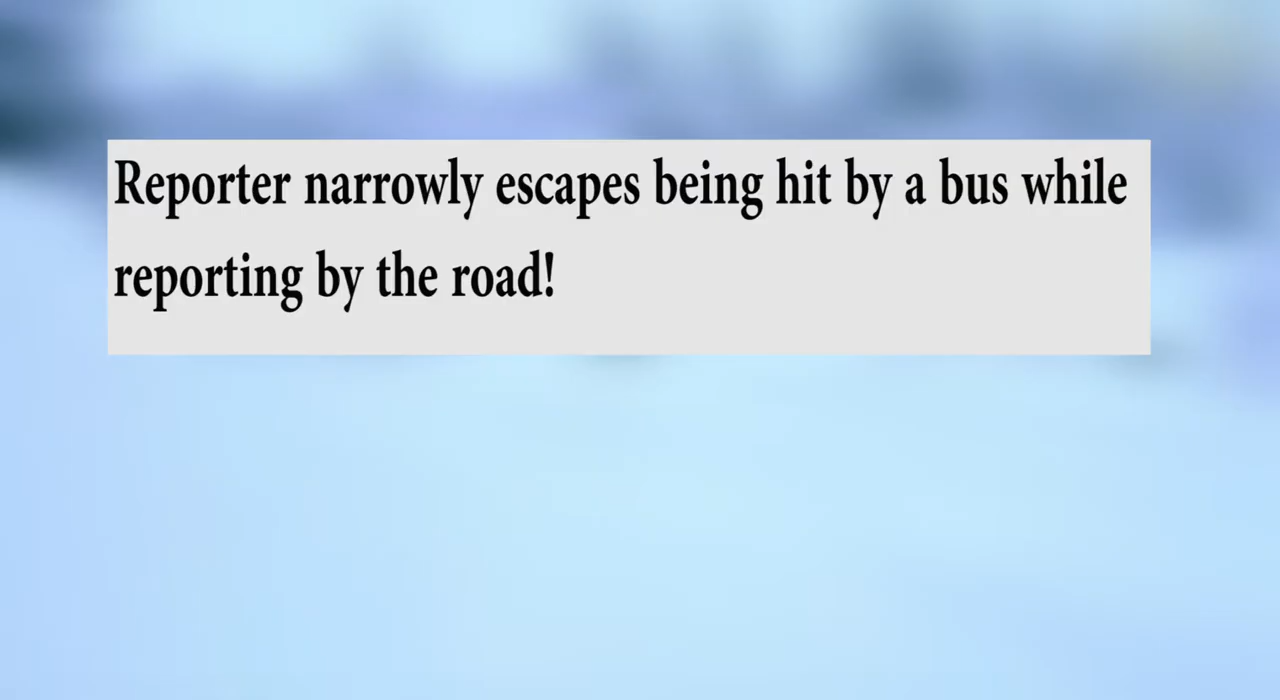 Reporter narrowly escapes being hit by a bus while
reporting by the road!